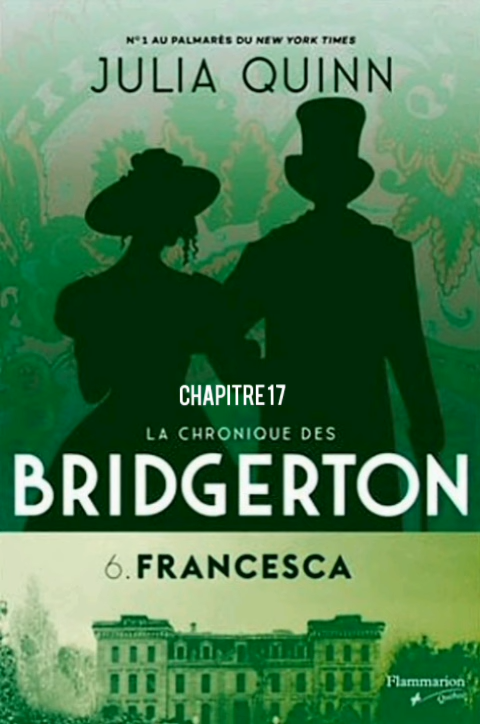 N°1 AU PALMARÈS DU NEW YORK TIMES
JULIA QUINN
CHAPITRE 17
LA CHRONIQUE DES
BRIDGERTON
6. FRANCESCA
Flammarion
Québec